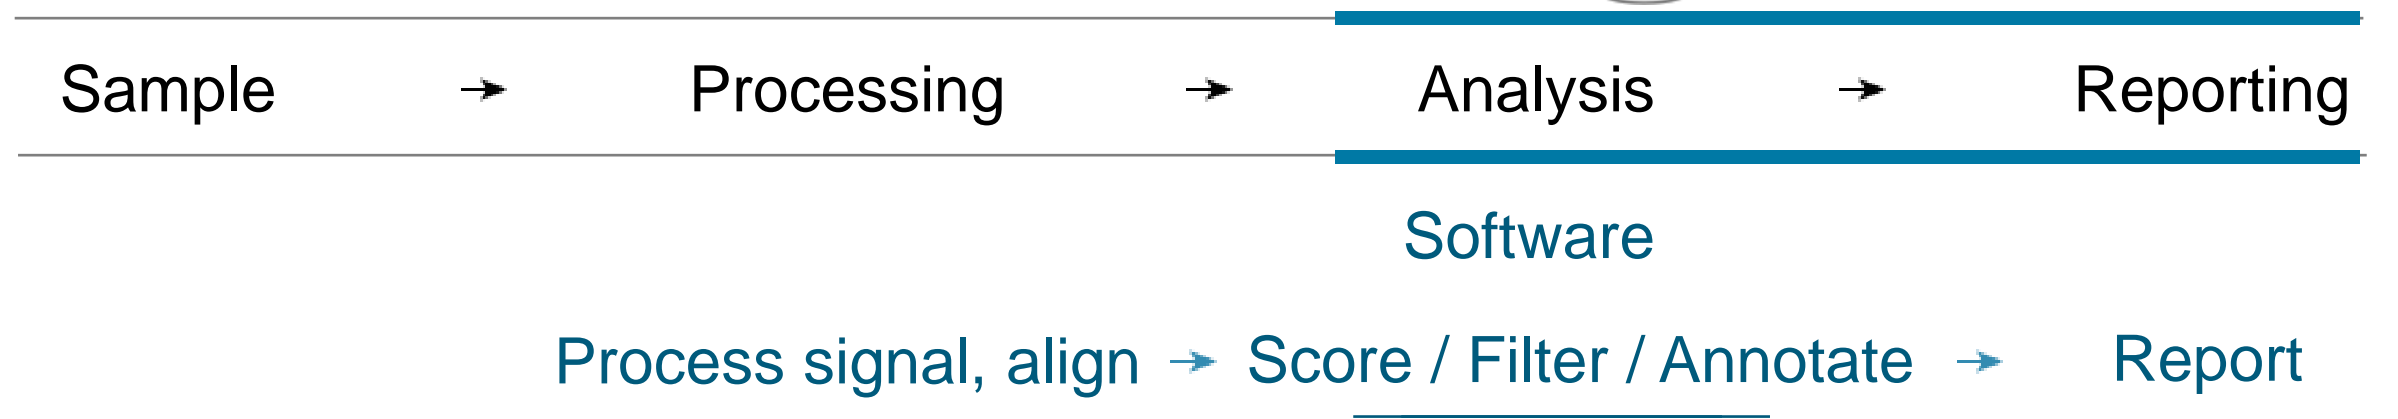 Sample → Processing → Analysis → Reporting
Software
Process signal, align → Score / Filter / Annotate → Report